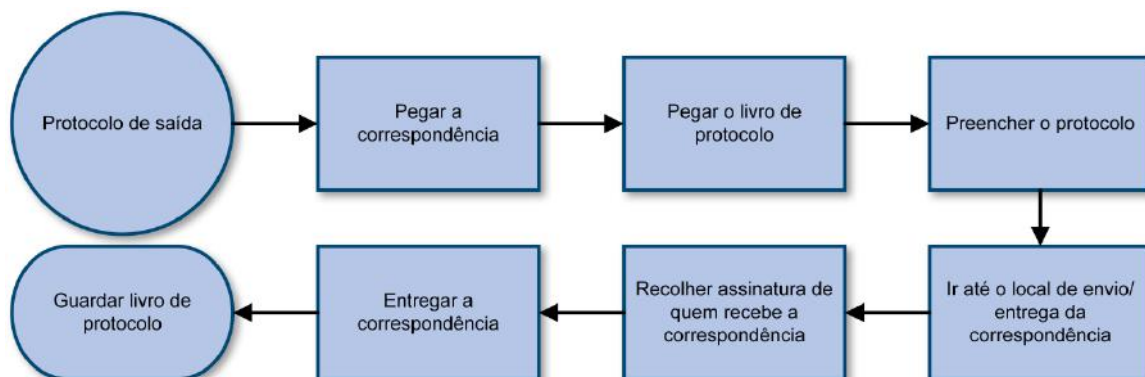 Protocolo de saída
Pegar a
correspondência
Pegar o livro de
protocolo
Preencher o protocolo
Ir até o local de envio/
entrega da
correspondência
Recolher assinatura de
quem recebe a
correspondência
Entregar a
correspondência
Guardar livro de
protocolo